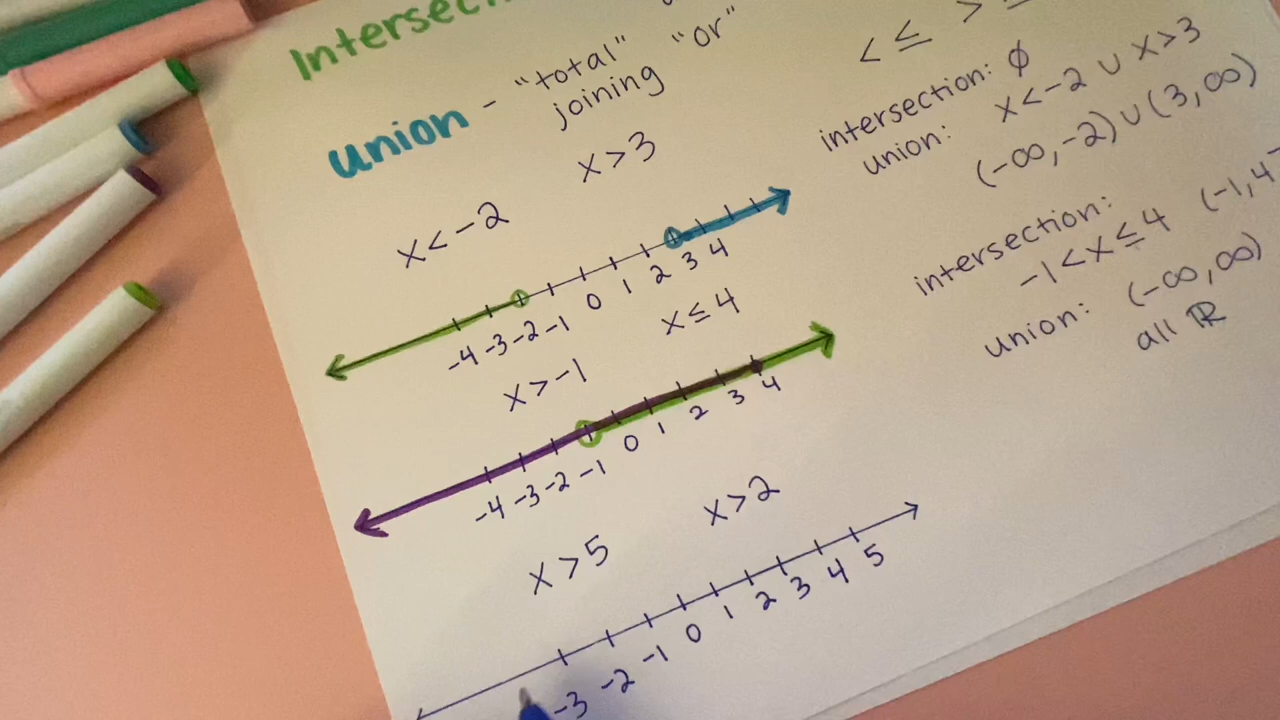 Intersec
union - "total" "or"
joining
x<-2 x>3
-4 -3 -2 -1 0 1 2 3 4
x>-1 x≤4
-4 -3 -2 -1 0 1 2 3 4
x>5 x>2
-3 -2 -1 0 1 2 3 4 5
< ≤ >
intersection: ∅
union: x<-2 ∪ x>3
(-∞,-2)∪(3,∞)
intersection:
-1<x≤4 (-1,4
union: (-∞,∞)
all ℝ